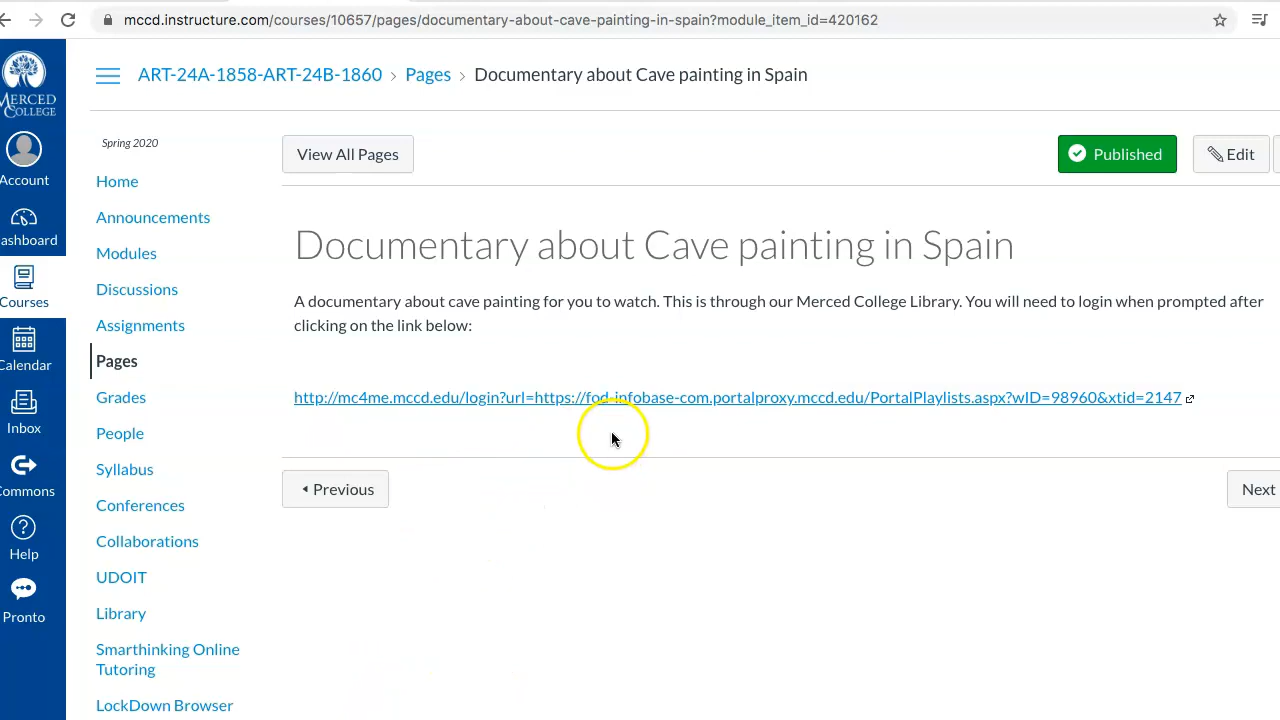 mccd.instructure.com/courses/10657/pages/documentary-about-cave-painting-in-spain?module_item_id=420162
MERCED
COLLEGE
Account
ashboard
Courses
Calendar
Inbox
Commons
Help
Pronto
ART-24A-1858-ART-24B-1860 › Pages › Documentary about Cave painting in Spain
Spring 2020
Home
Announcements
Modules
Discussions
Assignments
Pages
Grades
People
Syllabus
Conferences
Collaborations
UDOIT
Library
Smarthinking Online
Tutoring
LockDown Browser
View All Pages
Published
Edit
Documentary about Cave painting in Spain
A documentary about cave painting for you to watch. This is through our Merced College Library. You will need to login when prompted after
clicking on the link below:
http://mc4me.mccd.edu/login?url=https://fod-infobase-com.portalproxy.mccd.edu/PortalPlaylists.aspx?wID=98960&xtid=2147
Previous
Next